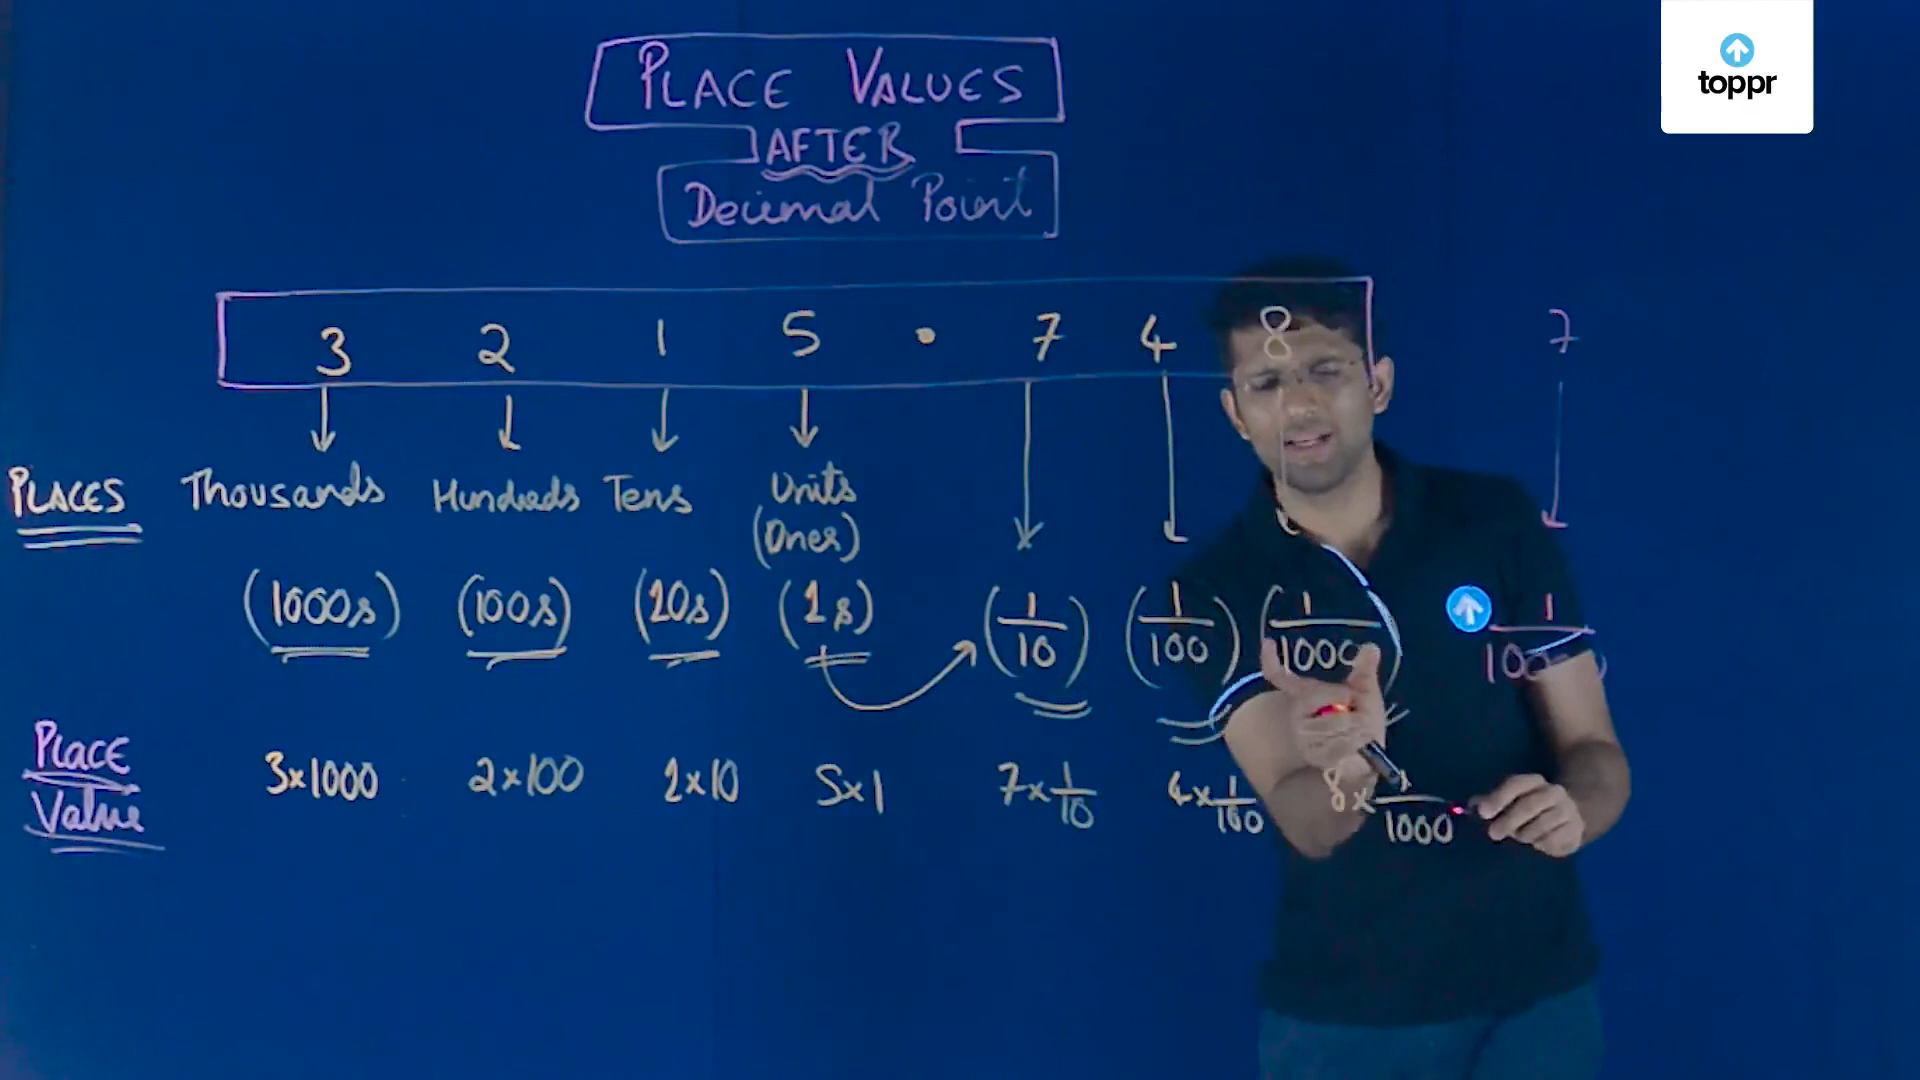 toppr
PLACE VALUES
AFTER
Decimal Point
3 2 1 5 . 7 4 8 7
PLACES Thousands Hundreds Tens Units
(Ones)
(1000s) (100s) (10s) (1s) (1/10) (1/100) (1/1000) 1
Place
Value
3×1000 2×100 1×10 5×1 7×1/10 4×1/100 8×1/1000